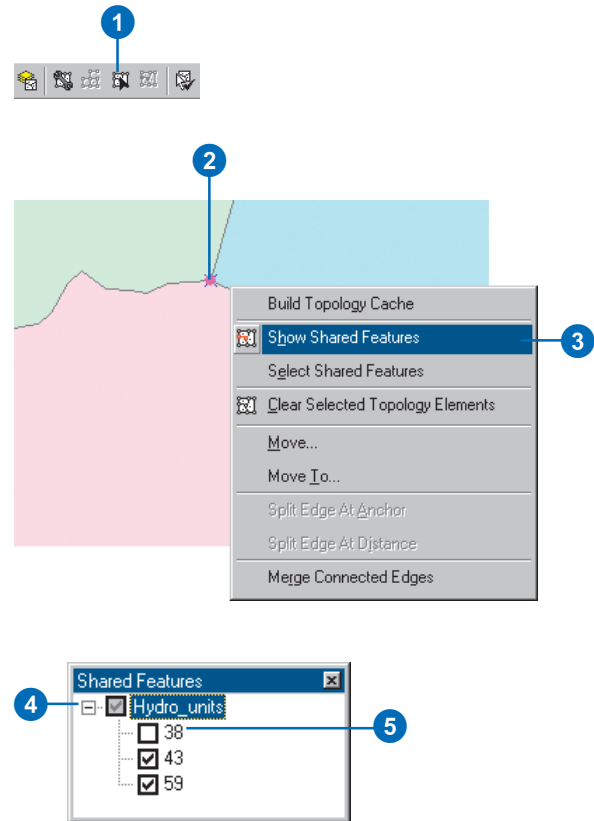 1
2
Build Topology Cache
Show Shared Features
3
Select Shared Features
Clear Selected Topology Elements
Move...
Move To...
Split Edge At Anchor
Split Edge At Distance
Merge Connected Edges
Shared Features
4
Hydro_units
38
5
43
59